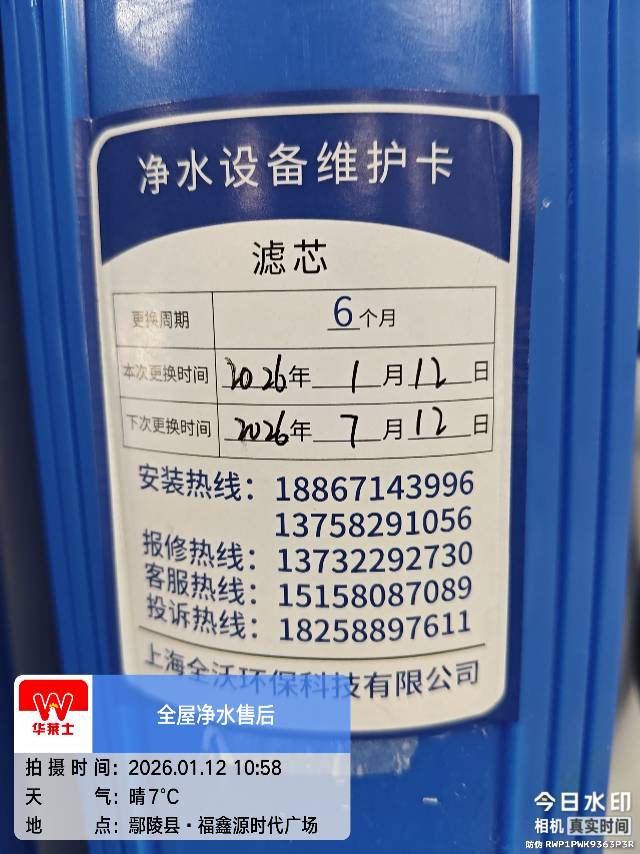 净水设备维护卡
滤芯
更换周期 6个月
本次更换时间 2026年 1月 12日
下次更换时间 2026年 7月 12日
安装热线：18867143996
13758291056
报修热线：13732292730
客服热线：15158087089
投诉热线：18258897611
上海全沃环保科技有限公司
华莱士
全屋净水售后
拍摄时间：2026.01.12 10:58
天气：晴7℃
地点：鄢陵县·福鑫源时代广场
今日水印
相机 真实时间
防伪 RWP1PWK9363P3R